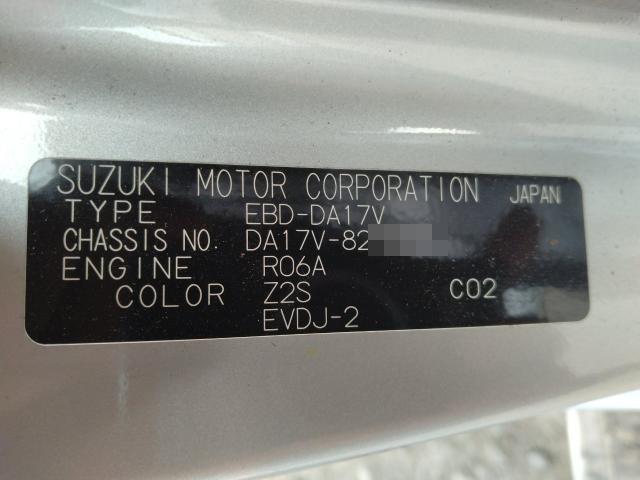 SUZUKI MOTOR CORPORATION JAPAN
TYPE EBD-DA17V
CHASSIS NO. DA17V-82
ENGINE R06A
COLOR Z2S C02
EVDJ-2